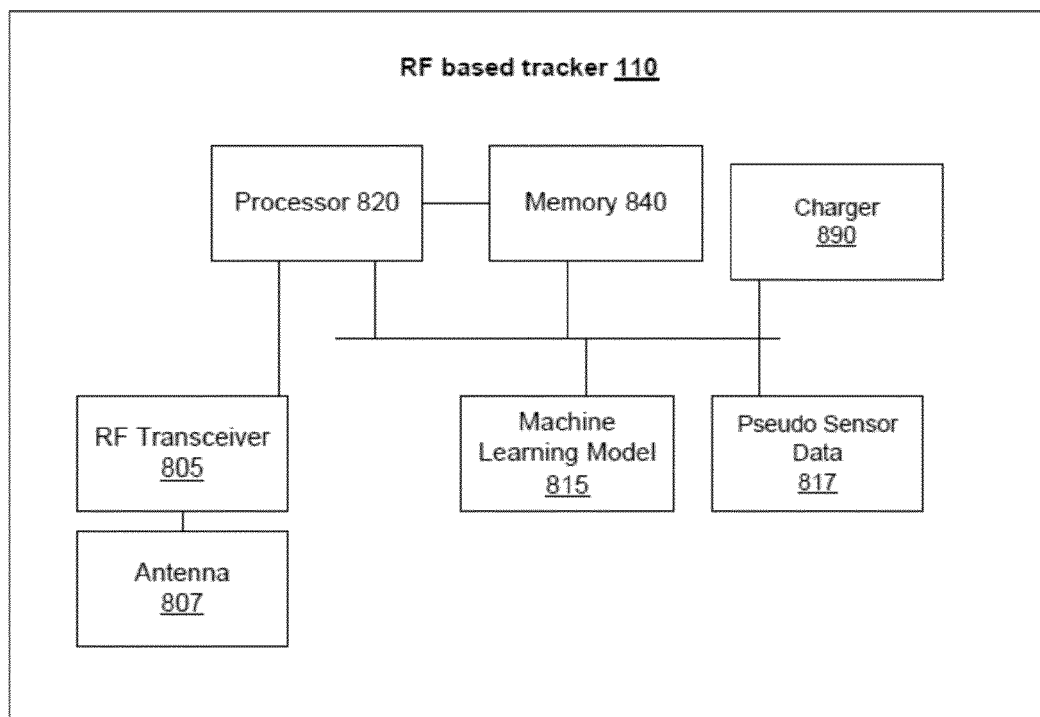 RF based tracker 110
Processor 820
Memory 840
Charger
890
RF Transceiver
805
Machine
Learning Model
815
Pseudo Sensor
Data
817
Antenna
807